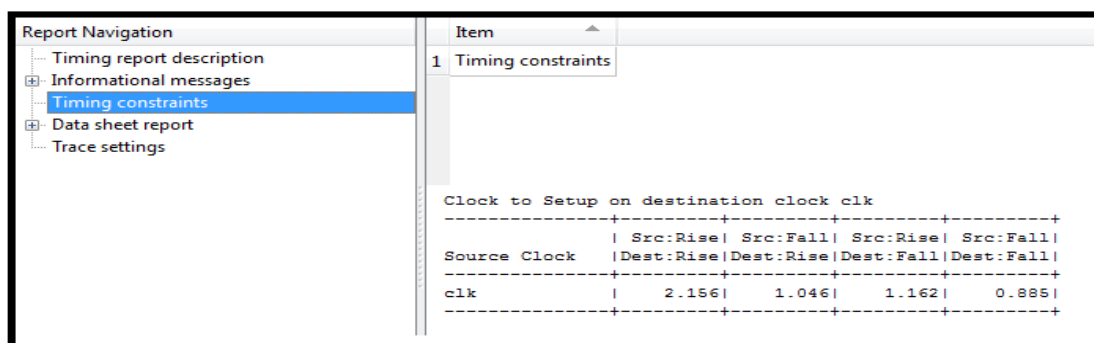 Report Navigation
Timing report description
Informational messages
Timing constraints
Data sheet report
Trace settings
Item
1 Timing constraints
Clock to Setup on destination clock clk
---------------+---------+---------+---------+---------+
| Src:Rise| Src:Fall| Src:Rise| Src:Fall|
Source Clock |Dest:Rise|Dest:Rise|Dest:Fall|Dest:Fall|
---------------+---------+---------+---------+---------+
clk | 2.156| 1.046| 1.162| 0.885|
---------------+---------+---------+---------+---------+